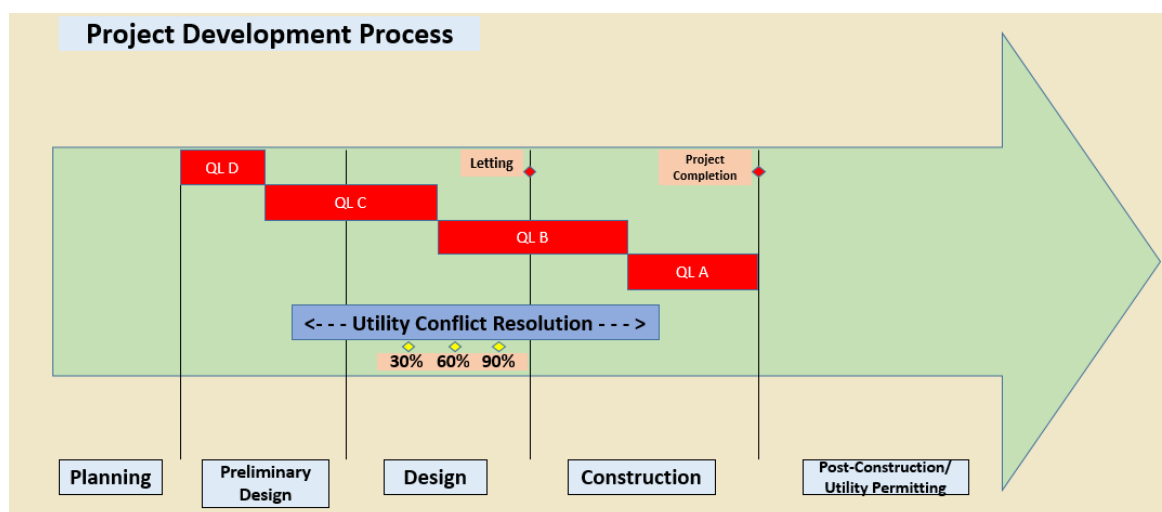 Project Development Process
QL D
Letting
Project
Completion
QL C
QL B
QL A
<- - - Utility Conflict Resolution - - - >
30% 60% 90%
Planning
Preliminary
Design
Design
Construction
Post-Construction/
Utility Permitting